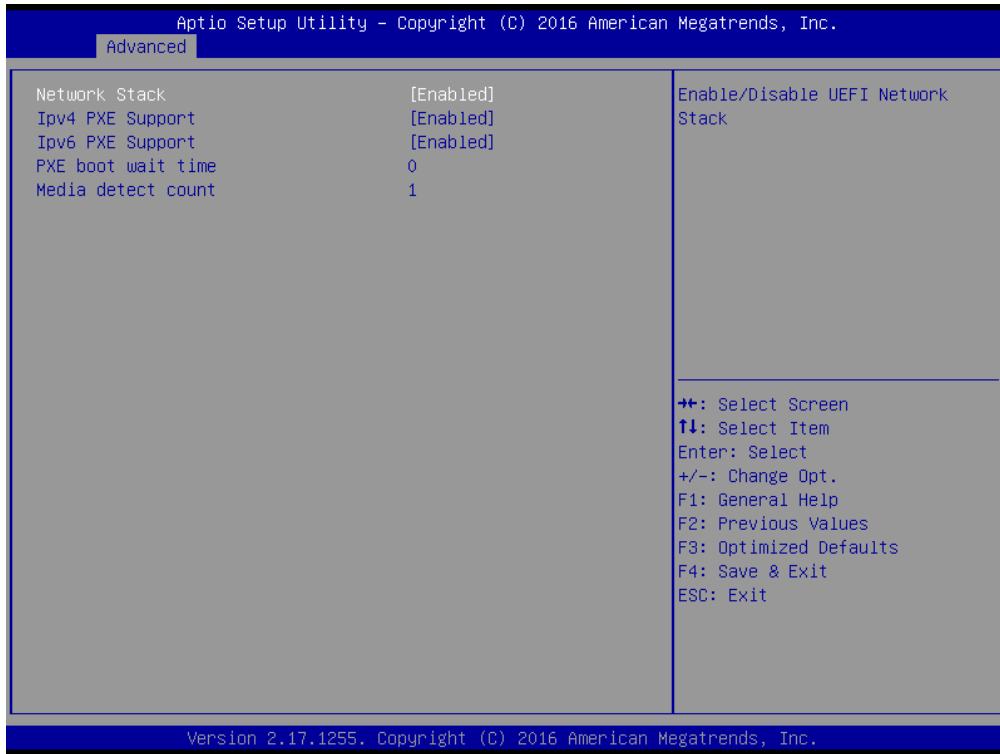 Aptio Setup Utility – Copyright (C) 2016 American Megatrends, Inc.
Advanced
Network Stack [Enabled]
Ipv4 PXE Support [Enabled]
Ipv6 PXE Support [Enabled]
PXE boot wait time 0
Media detect count 1
Enable/Disable UEFI Network
Stack
→←: Select Screen
↑↓: Select Item
Enter: Select
+/-: Change Opt.
F1: General Help
F2: Previous Values
F3: Optimized Defaults
F4: Save & Exit
ESC: Exit
Version 2.17.1255. Copyright (C) 2016 American Megatrends, Inc.